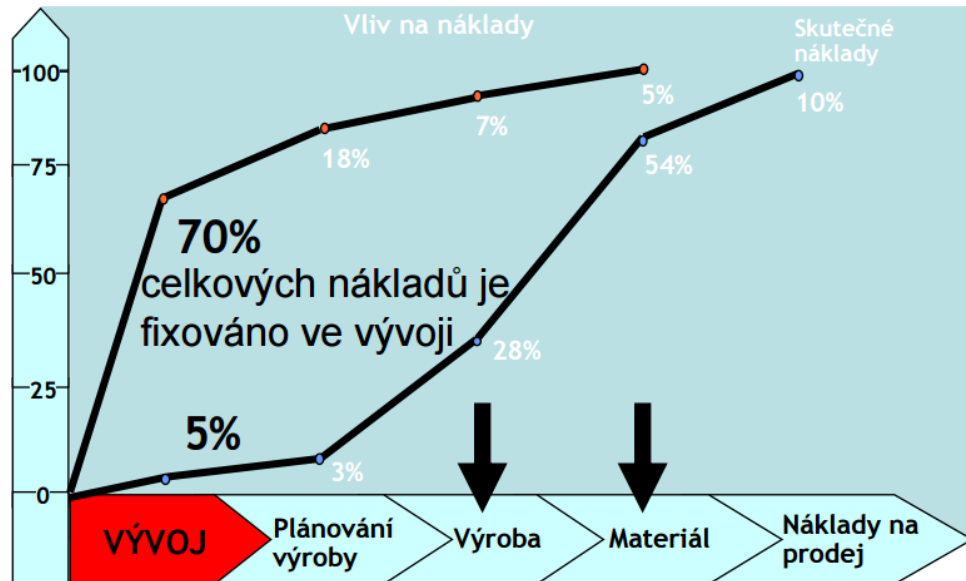 Vliv na náklady
Skutečné
náklady
100
5%
10%
7%
18%
75
54%
70%
50
celkových nákladů je
fixováno ve vývoji
28%
25
5%
3%
0
VÝVOJ
Plánování
výroby
Výroba
Materiál
Náklady na
prodej